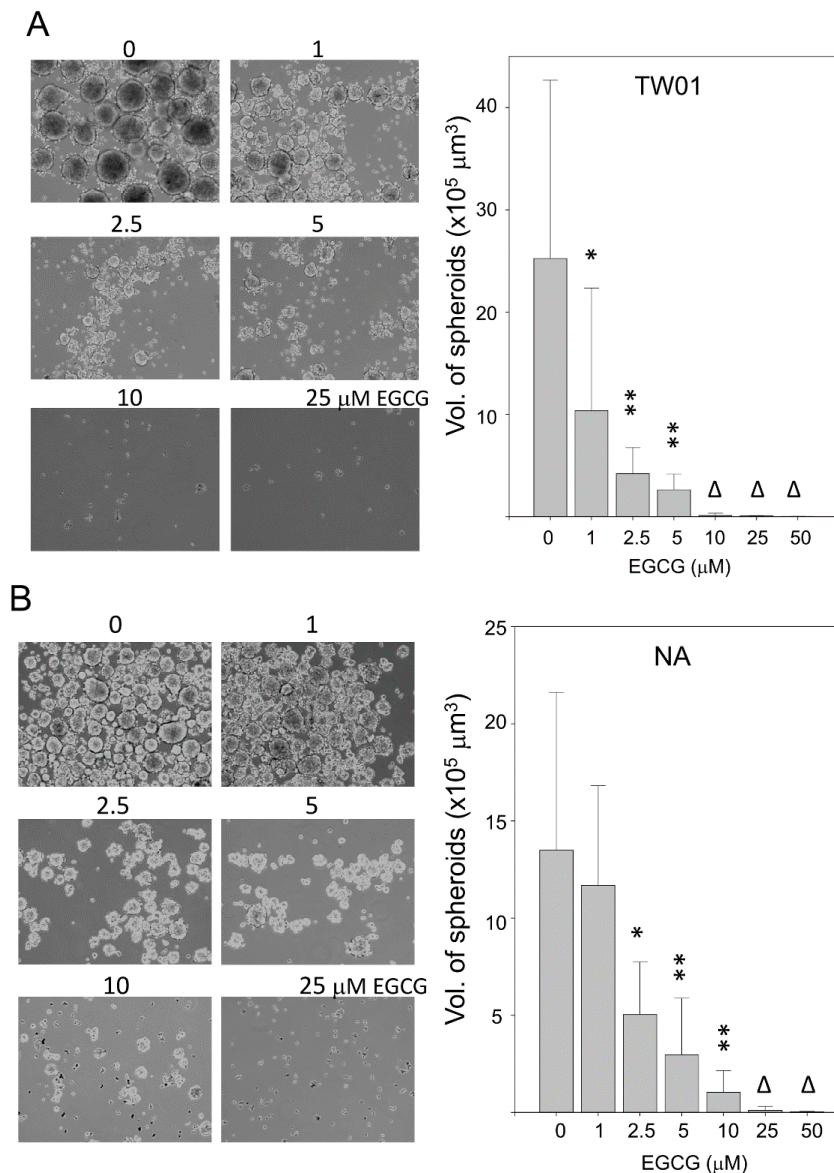 A
0 1
2.5 5
10 25 μM EGCG
TW01
Vol. of spheroids (x10⁵ μm³)
40
30
20
10
* ** ** Δ Δ Δ
0 1 2.5 5 10 25 50
EGCG (μM)
B
0 1
2.5 5
10 25 μM EGCG
NA
Vol. of spheroids (x10⁵ μm³)
25
20
15
10
5
* ** ** Δ Δ
0 1 2.5 5 10 25 50
EGCG (μM)